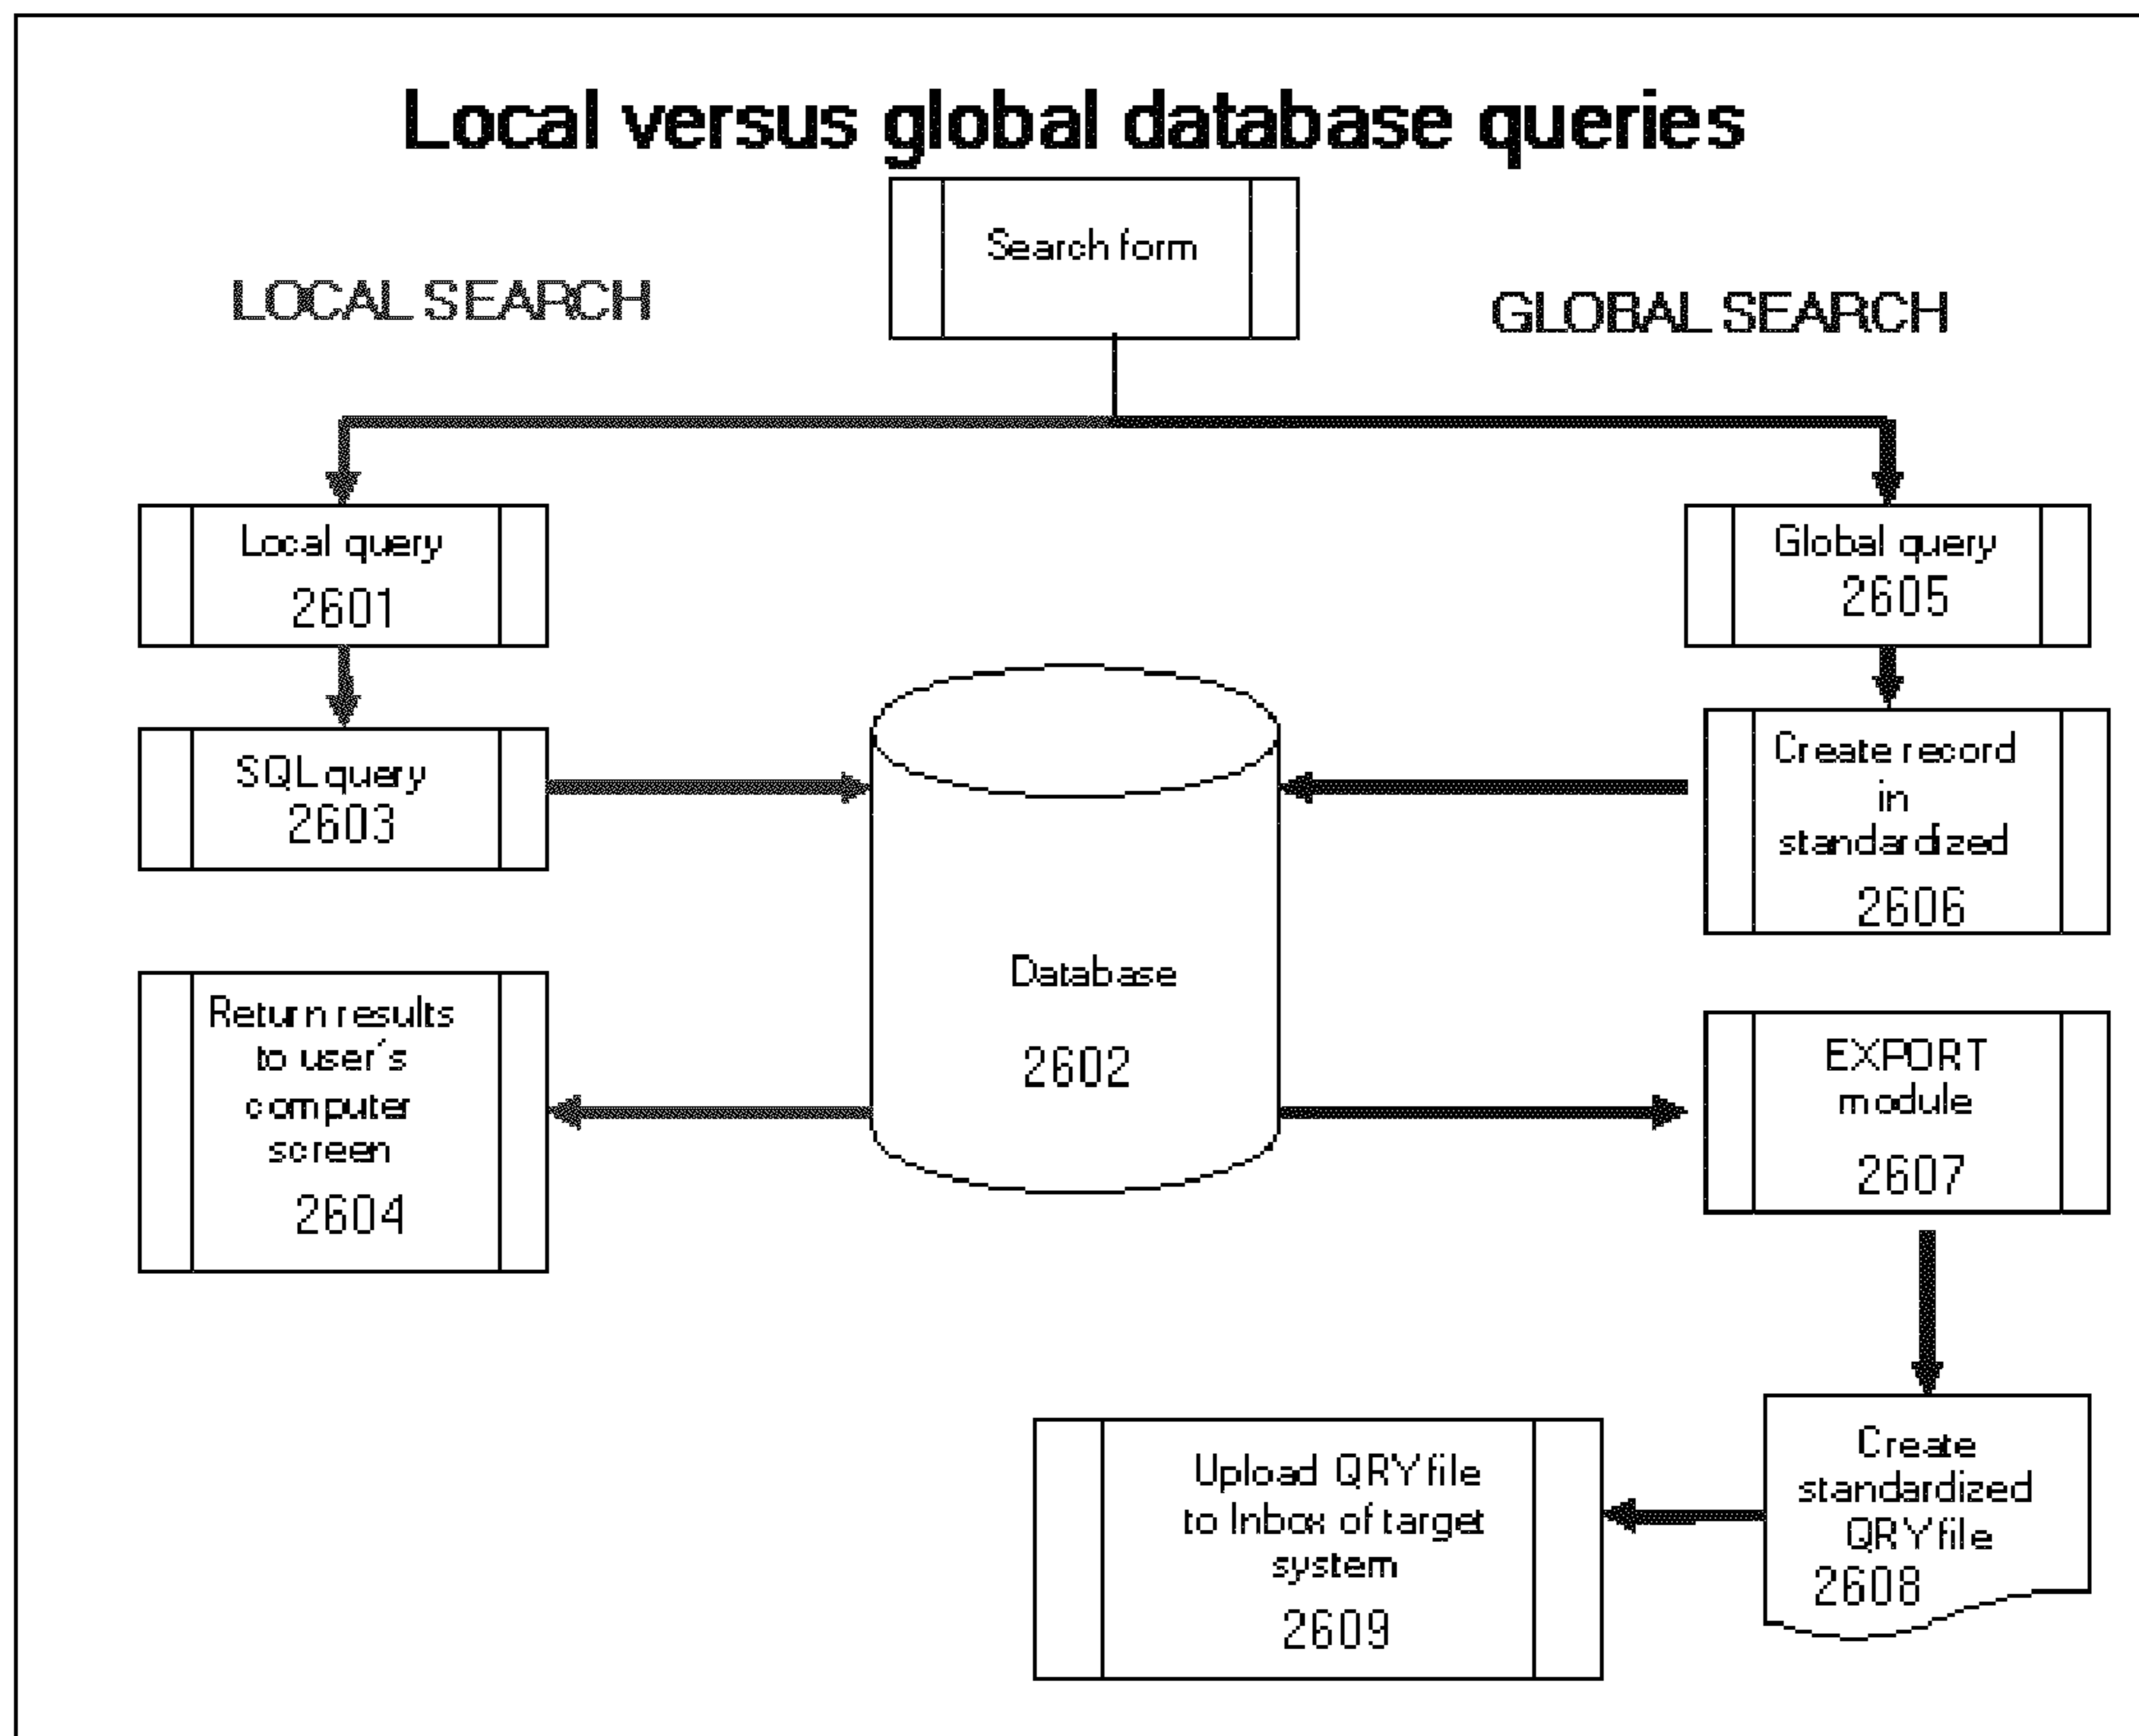 Local versus global database queries
Search form
LOCAL SEARCH
GLOBAL SEARCH
Local query
2601
Global query
2605
SQL query
2603
Create record
in
standardized
2606
Database
2602
Return results
to user's
computer
screen
2604
EXPORT
module
2607
Create
standardized
QRY file
2608
Upload QRY file
to Inbox of target
system
2609